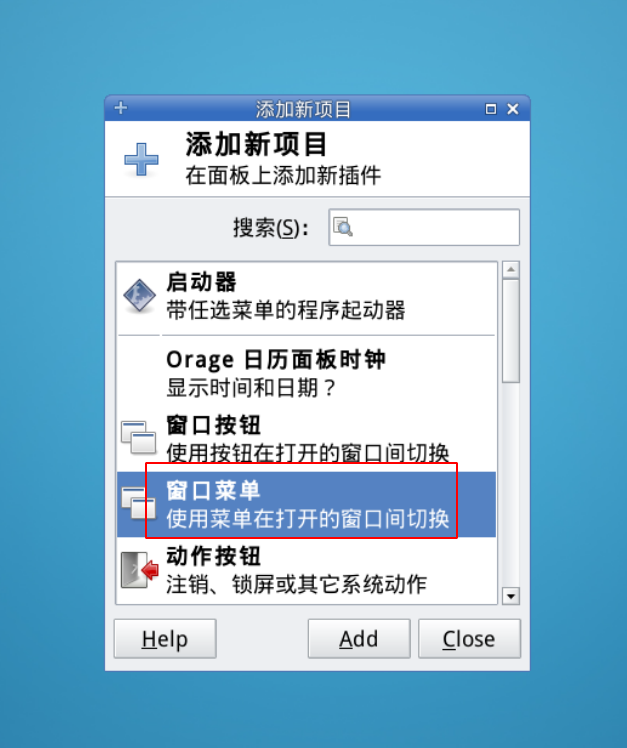 添加新项目
添加新项目
在面板上添加新插件
搜索(S):
启动器
带任选菜单的程序起动器
Orage 日历面板时钟
显示时间和日期？
窗口按钮
使用按钮在打开的窗口间切换
窗口菜单
使用菜单在打开的窗口间切换
动作按钮
注销、锁屏或其它系统动作
Help Add Close